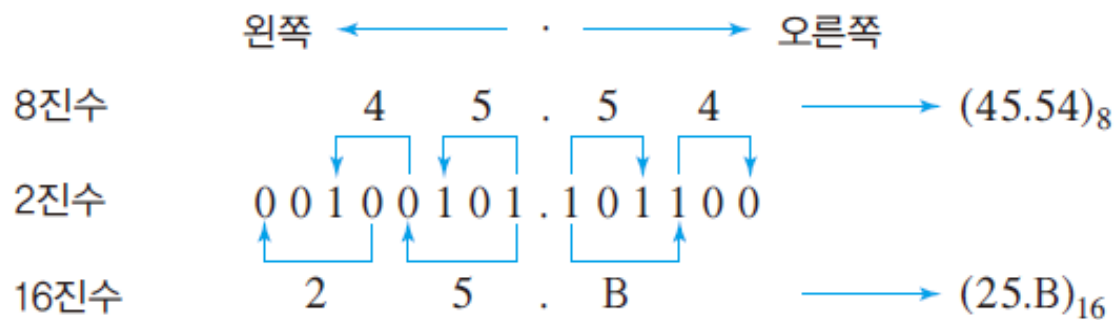 왼쪽 . 오른쪽
8진수 4 5 . 5 4 (45.54)₈
2진수 0 0 1 0 0 1 0 1 . 1 0 1 1 0 0
16진수 2 5 . B (25.B)₁₆